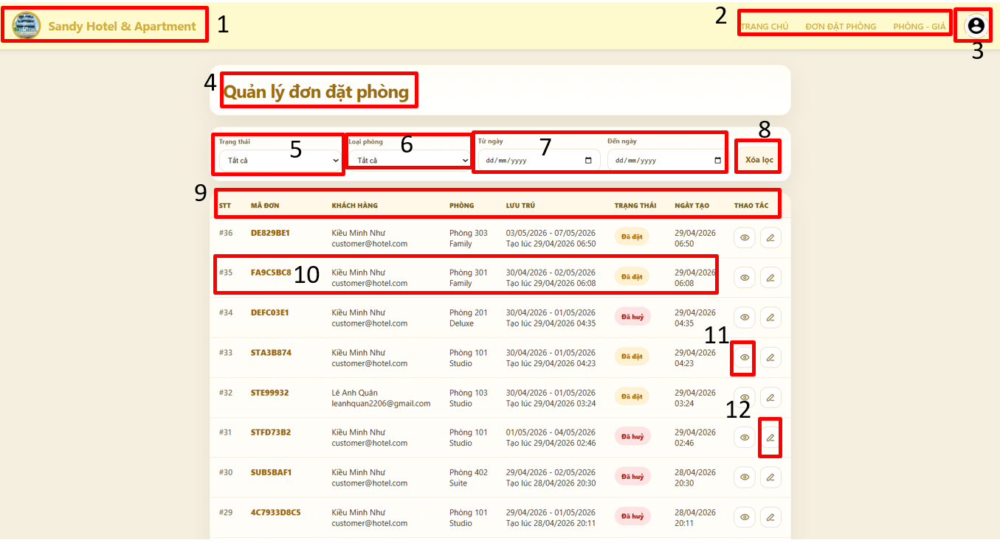 Sandy Hotel & Apartment 1 2 TRANG CHỦ ĐƠN ĐẶT PHÒNG PHÒNG - GIÁ
3
4 Quản lý đơn đặt phòng
Trạng thái 5 Loại phòng 6 Từ ngày 7 Đến ngày 8
Tất cả Tất cả dd/mm/yyyy dd/mm/yyyy Xóa lọc
9
STT MÃ ĐƠN KHÁCH HÀNG PHÒNG LƯU TRÚ TRẠNG THÁI NGÀY TẠO THAO TÁC
#36 DE829BE1 Kiều Minh Như Phòng 303 03/05/2026 - 07/05/2026 Đã đặt 29/04/2026
customer@hotel.com Family Tạo lúc 29/04/2026 06:50 06:50
#35 FA9C5BC8 10 Kiều Minh Như Phòng 301 30/04/2026 - 02/05/2026 Đã đặt 29/04/2026
customer@hotel.com Family Tạo lúc 29/04/2026 06:08 06:08
#34 DEFC03E1 Kiều Minh Như Phòng 201 30/04/2026 - 01/05/2026 Đã huỷ 29/04/2026
customer@hotel.com Deluxe Tạo lúc 29/04/2026 04:35 04:35
11
#33 STA3B874 Kiều Minh Như Phòng 101 30/04/2026 - 01/05/2026 Đã đặt 29/04/2026
customer@hotel.com Studio Tạo lúc 29/04/2026 04:23 04:23
#32 STE99932 Lê Anh Quân Phòng 103 30/04/2026 - 01/05/2026 Đã đặt 29/04/2026
leanhquan2206@gmail.com Studio Tạo lúc 29/04/2026 03:24 03:24
12
#31 STFD73B2 Kiều Minh Như Phòng 101 01/05/2026 - 04/05/2026 Đã huỷ 29/04/2026
customer@hotel.com Studio Tạo lúc 29/04/2026 02:46 02:46
#30 SUB5BAF1 Kiều Minh Như Phòng 402 29/04/2026 - 02/05/2026 Đã huỷ 28/04/2026
customer@hotel.com Suite Tạo lúc 28/04/2026 20:30 20:30
#29 4C7933D8C5 Kiều Minh Như Phòng 101 29/04/2026 - 01/05/2026 Đã huỷ 28/04/2026
customer@hotel.com Studio Tạo lúc 28/04/2026 20:11 20:11